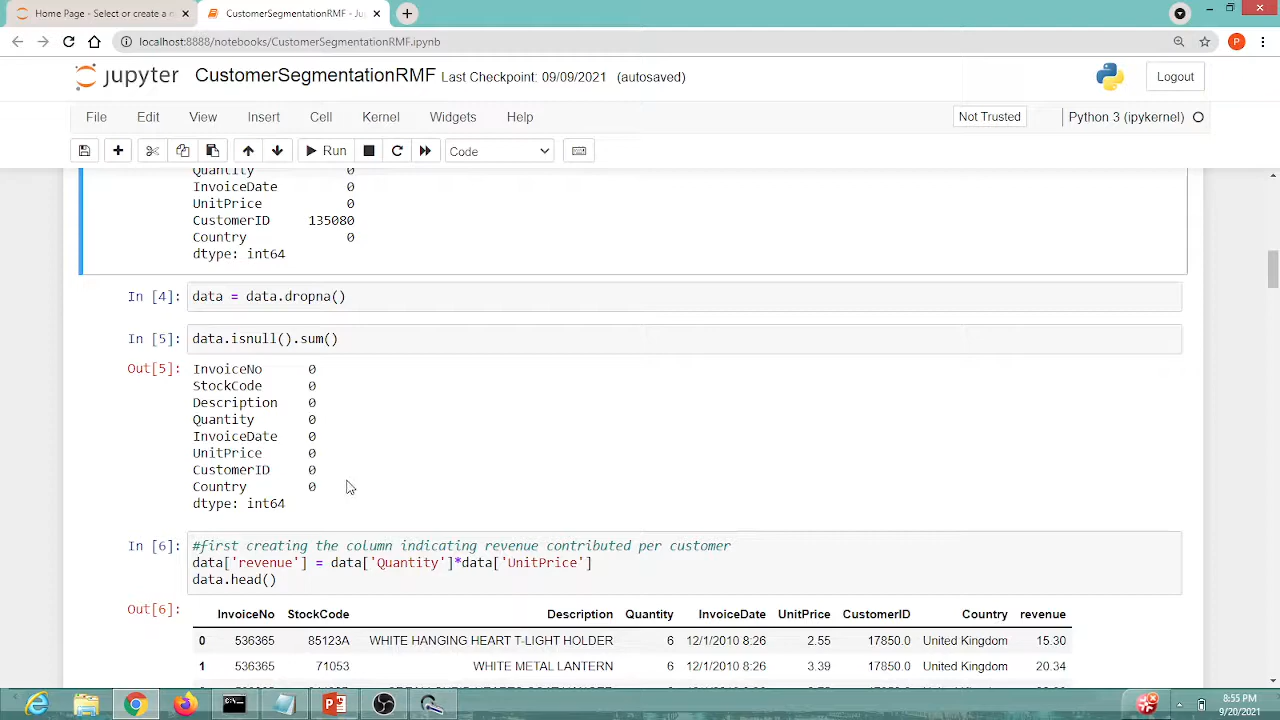 Home Page - Select or create a n
CustomerSegmentationRMF - Ju
localhost:8888/notebooks/CustomerSegmentationRMF.ipynb
P
jupyter CustomerSegmentationRMF Last Checkpoint: 09/09/2021 (autosaved)
Logout
File Edit View Insert Cell Kernel Widgets Help
Not Trusted
Python 3 (ipykernel)
Run
Code
Quantity 0
InvoiceDate 0
UnitPrice 0
CustomerID 135080
Country 0
dtype: int64
In [4]: data = data.dropna()
In [5]: data.isnull().sum()
Out[5]: InvoiceNo 0
StockCode 0
Description 0
Quantity 0
InvoiceDate 0
UnitPrice 0
CustomerID 0
Country 0
dtype: int64
In [6]: #first creating the column indicating revenue contributed per customer
data['revenue'] = data['Quantity']*data['UnitPrice']
data.head()
Out[6]:
InvoiceNo StockCode Description Quantity InvoiceDate UnitPrice CustomerID Country revenue
0 536365 85123A WHITE HANGING HEART T-LIGHT HOLDER 6 12/1/2010 8:26 2.55 17850.0 United Kingdom 15.30
1 536365 71053 WHITE METAL LANTERN 6 12/1/2010 8:26 3.39 17850.0 United Kingdom 20.34
8:55 PM
9/20/2021